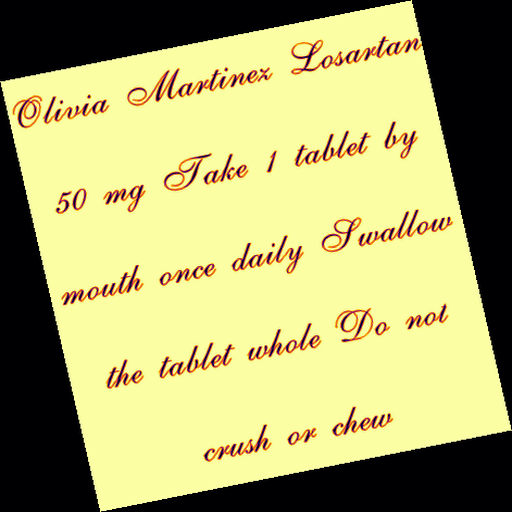 Olivia Martinez Losartan
50 mg Take 1 tablet by
mouth once daily Swallow
the tablet whole Do not
crush or chew